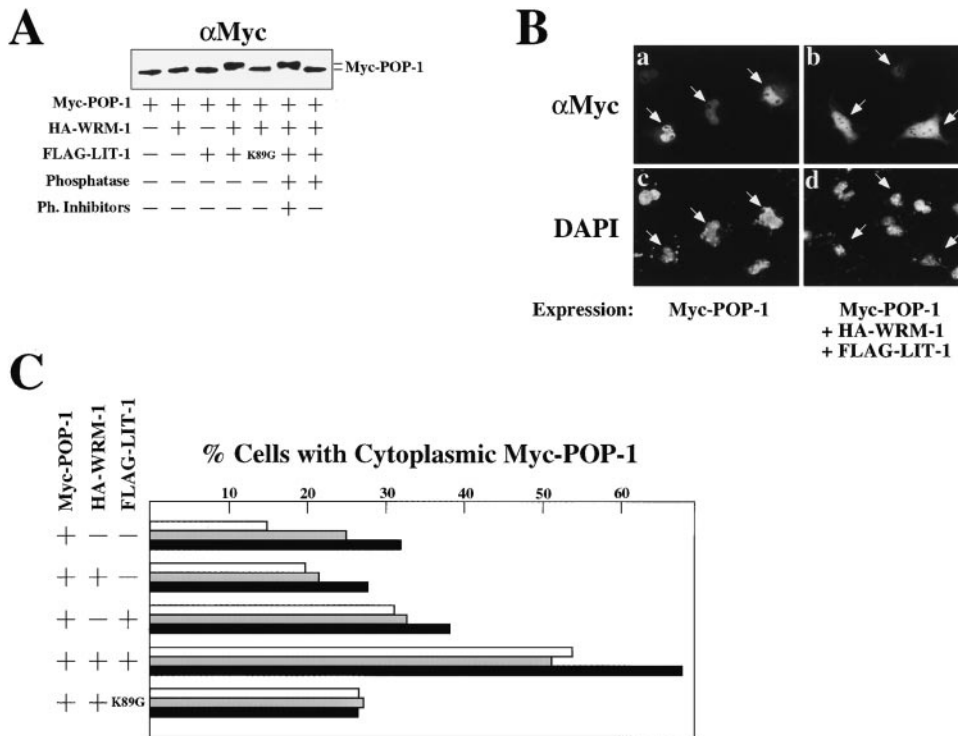 A
αMyc
Myc-POP-1
Myc-POP-1 + + + + + + +
HA-WRM-1 — + — + + + +
FLAG-LIT-1 — — + + K89G + +
Phosphatase — — — — — + +
Ph. Inhibitors — — — — — + —
B
a b
αMyc
c d
DAPI
Expression: Myc-POP-1 Myc-POP-1
+ HA-WRM-1
+ FLAG-LIT-1
C
Myc-POP-1 HA-WRM-1 FLAG-LIT-1
% Cells with Cytoplasmic Myc-POP-1
10 20 30 40 50 60
+ — —
+ + —
+ — +
+ + +
+ + K89G